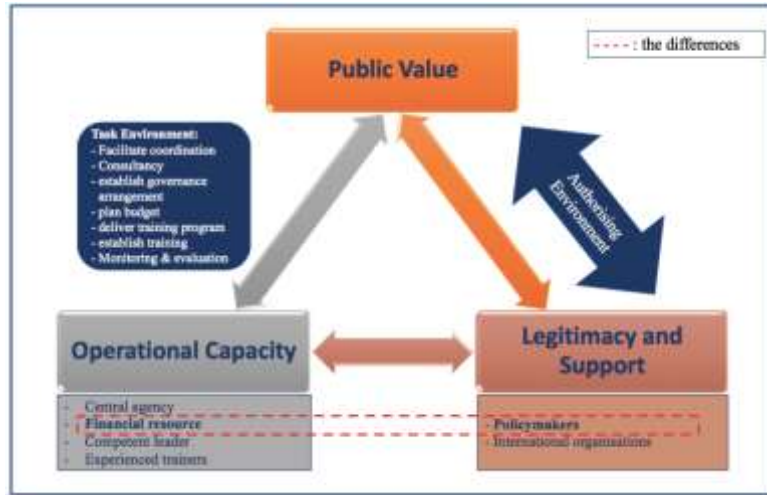 - - - - : the differences
Public Value
Task Environment:
- Facilitate coordination
- Consultancy
- establish governance
arrangement
- plan budget
- deliver training program
- establish training
- Monitoring & evaluation
Authorising
Environment
Operational Capacity
Legitimacy and
Support
- Central agency
- Financial resource
- Competent leader
- Experienced trainers
- Policymakers
- International organisations